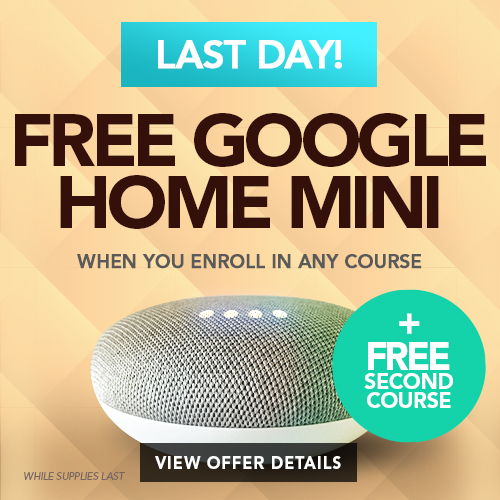 LAST DAY!
FREE GOOGLE
HOME MINI
WHEN YOU ENROLL IN ANY COURSE
+
FREE
SECOND
COURSE
VIEW OFFER DETAILS
WHILE SUPPLIES LAST